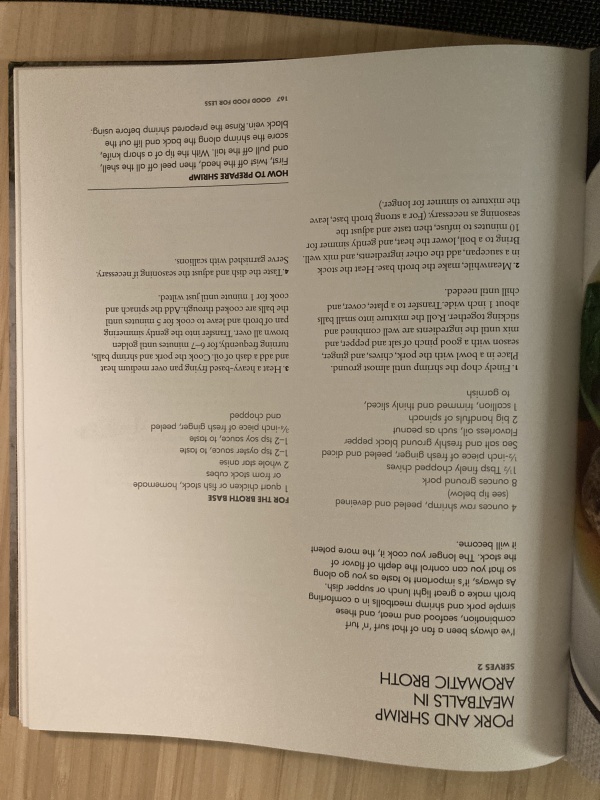 PORK AND SHRIMP
MEATBALLS IN
AROMATIC BROTH
SERVES 2
I've always been a fan of that surf 'n' turf
combination, seafood and meat, and these
simple pork and shrimp meatballs in a comforting
broth make a great light lunch or supper dish.
As always, it's important to taste as you go along
so that you can control the depth of flavor of
the stock. The longer you cook it, the more potent
it will become.
4 ounces raw shrimp, peeled and deveined
(see tip below)
8 ounces ground pork
1½ Tbsp finely chopped chives
½-inch piece of fresh ginger, peeled and diced
Sea salt and freshly ground black pepper
Flavorless oil, such as peanut
2 big handfuls of spinach
1 scallion, trimmed and thinly sliced,
to garnish
FOR THE BROTH BASE
1 quart chicken or fish stock, homemade
or from stock cubes
2 whole star anise
1–2 tsp oyster sauce, to taste
1–2 tsp soy sauce, to taste
¾-inch piece of fresh ginger, peeled
and chopped
1. Finely chop the shrimp until almost ground.
Place in a bowl with the pork, chives, and ginger,
season with a good pinch of salt and pepper, and
mix until the ingredients are well combined and
sticking together. Roll the mixture into small balls
about 1 inch wide. Transfer to a plate, cover, and
chill until needed.
2. Meanwhile, make the broth base. Heat the stock
in a saucepan, add the other ingredients, and mix well.
Bring to a boil, lower the heat, and gently simmer for
10 minutes to infuse, then taste and adjust the
seasoning as necessary. (For a strong broth base, leave
the mixture to simmer for longer.)
3. Heat a heavy-based frying pan over medium heat
and add a dash of oil. Cook the pork and shrimp balls,
turning frequently, for 6–7 minutes until golden
brown all over. Transfer into the gently simmering
pan of broth and leave to cook for 5 minutes until
the balls are cooked through. Add the spinach and
cook for 1 minute until just wilted.
4. Taste the dish and adjust the seasoning if necessary.
Serve garnished with scallions.
HOW TO PREPARE SHRIMP
First, twist off the head, then peel off all the shell,
and pull off the tail. With the tip of a sharp knife,
score the shrimp along the back and lift out the
black vein. Rinse the prepared shrimp before using.
167 GOOD FOOD FOR LESS